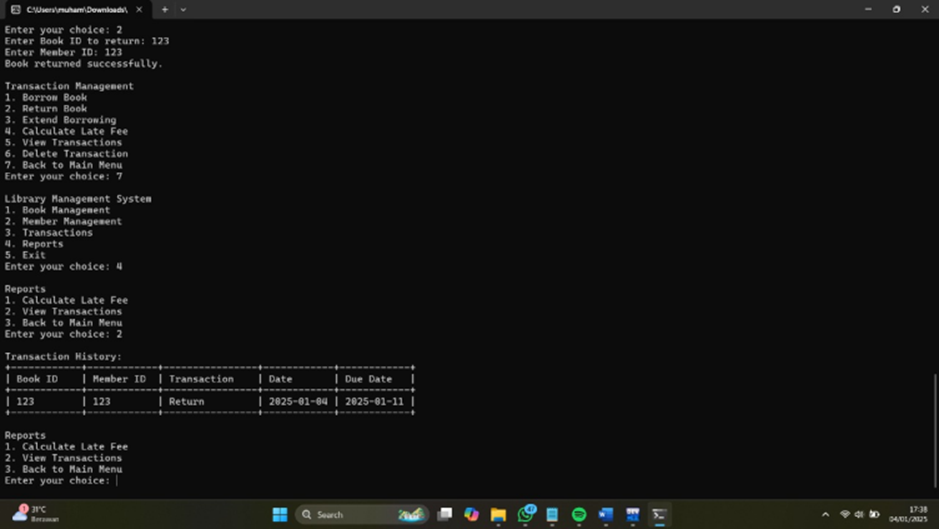 C:\Users\muham\Downloads\
Enter your choice: 2
Enter Book ID to return: 123
Enter Member ID: 123
Book returned successfully.
Transaction Management
1. Borrow Book
2. Return Book
3. Extend Borrowing
4. Calculate Late Fee
5. View Transactions
6. Delete Transaction
7. Back to Main Menu
Enter your choice: 7
Library Management System
1. Book Management
2. Member Management
3. Transactions
4. Reports
5. Exit
Enter your choice: 4
Reports
1. Calculate Late Fee
2. View Transactions
3. Back to Main Menu
Enter your choice: 2
Transaction History:
| Book ID | Member ID | Transaction | Date | Due Date |
| 123 | 123 | Return | 2025-01-04 | 2025-01-11 |
Reports
1. Calculate Late Fee
2. View Transactions
3. Back to Main Menu
Enter your choice:
31°C
Berawan
Search
17:38
04/01/2025